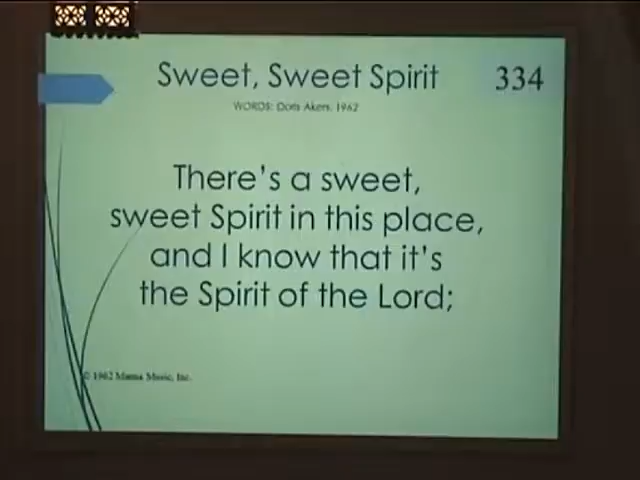 Sweet, Sweet Spirit 334
WORDS: Doris Akers, 1962
There's a sweet,
sweet Spirit in this place,
and I know that it's
the Spirit of the Lord;
© 1962 Manna Music, Inc.